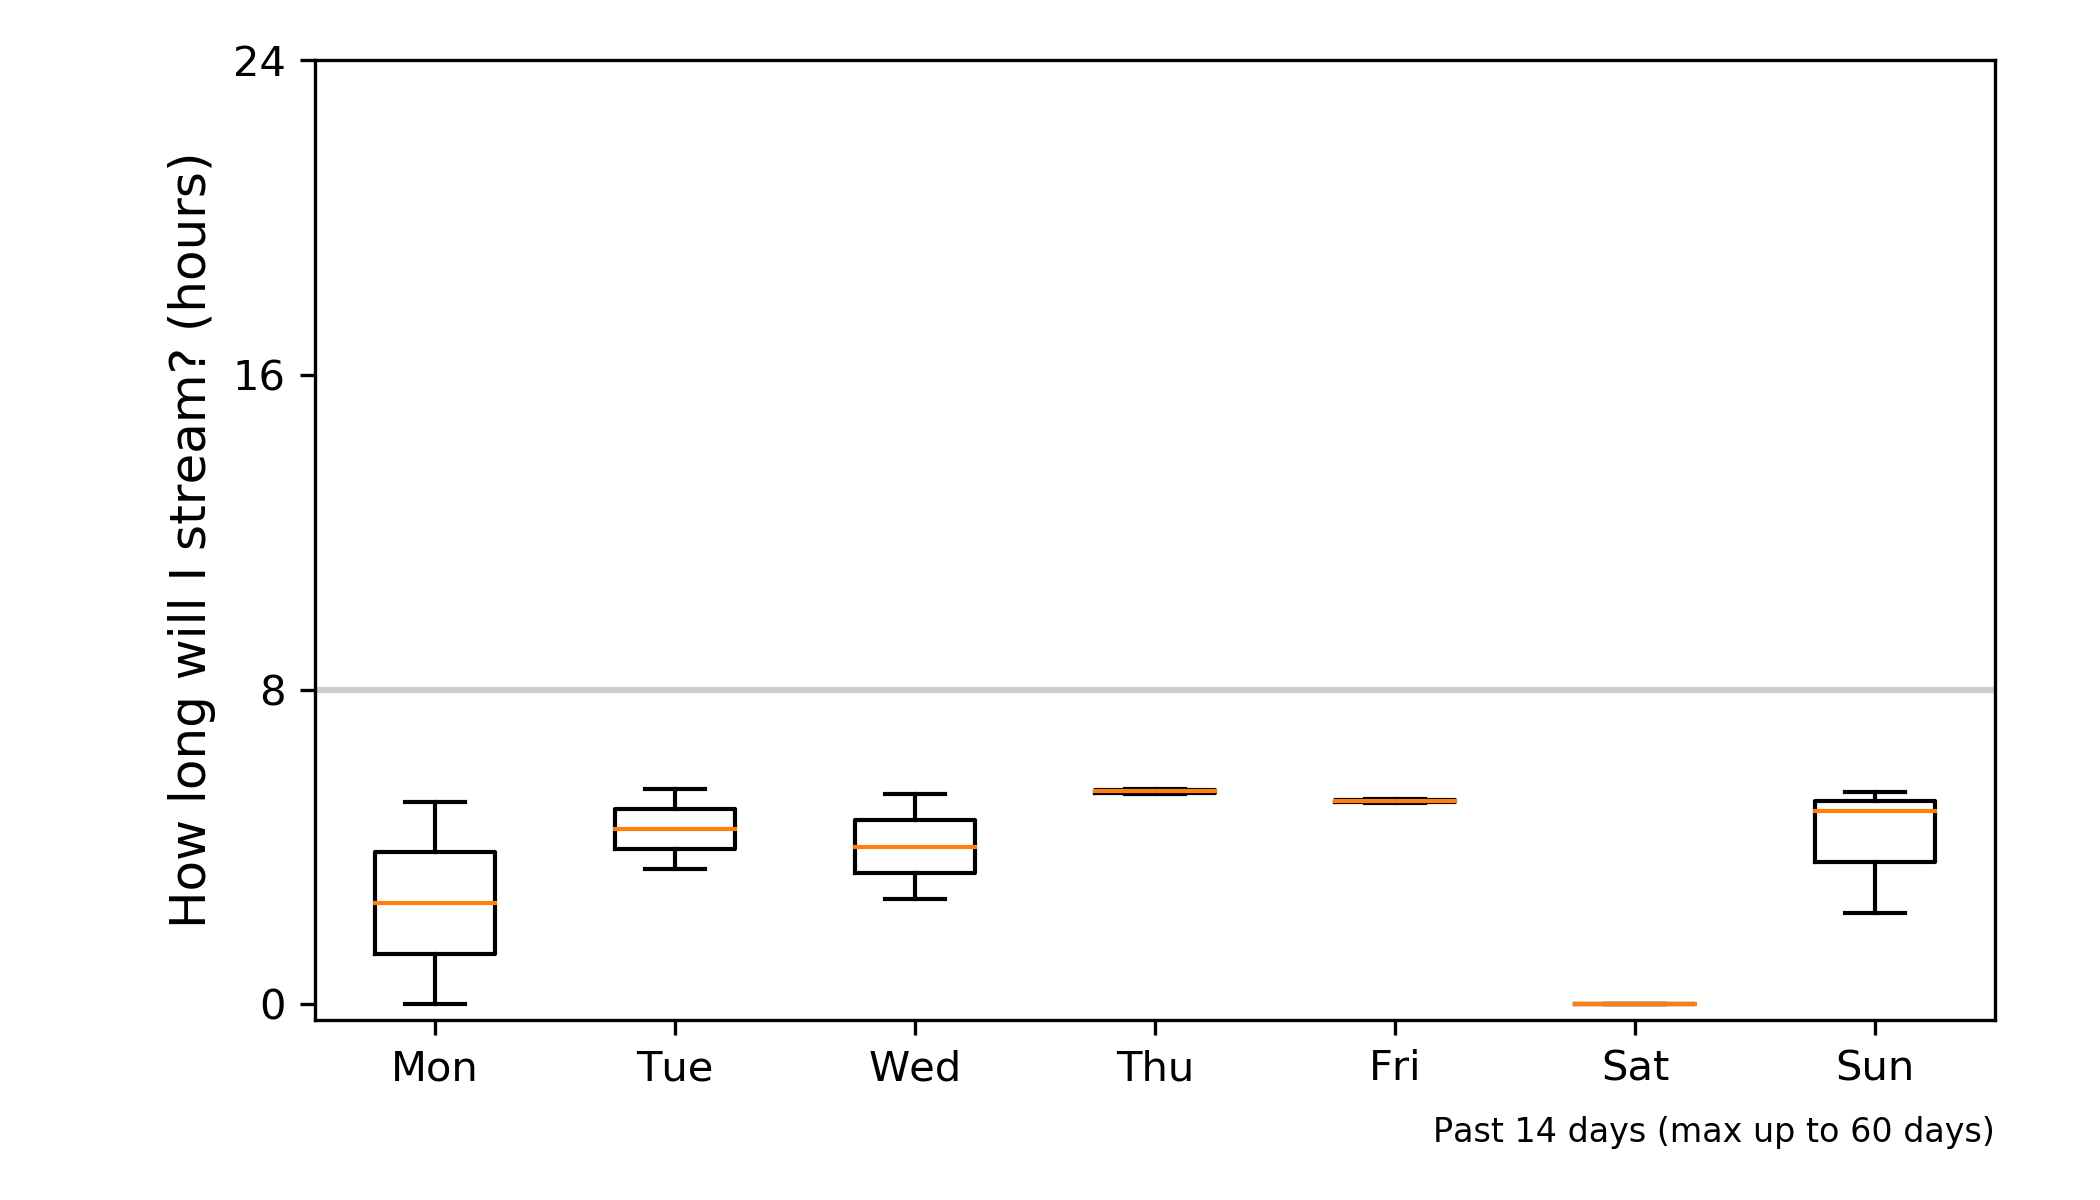 How long will I stream? (hours)
24
16
8
0
Mon Tue Wed Thu Fri Sat Sun
Past 14 days (max up to 60 days)